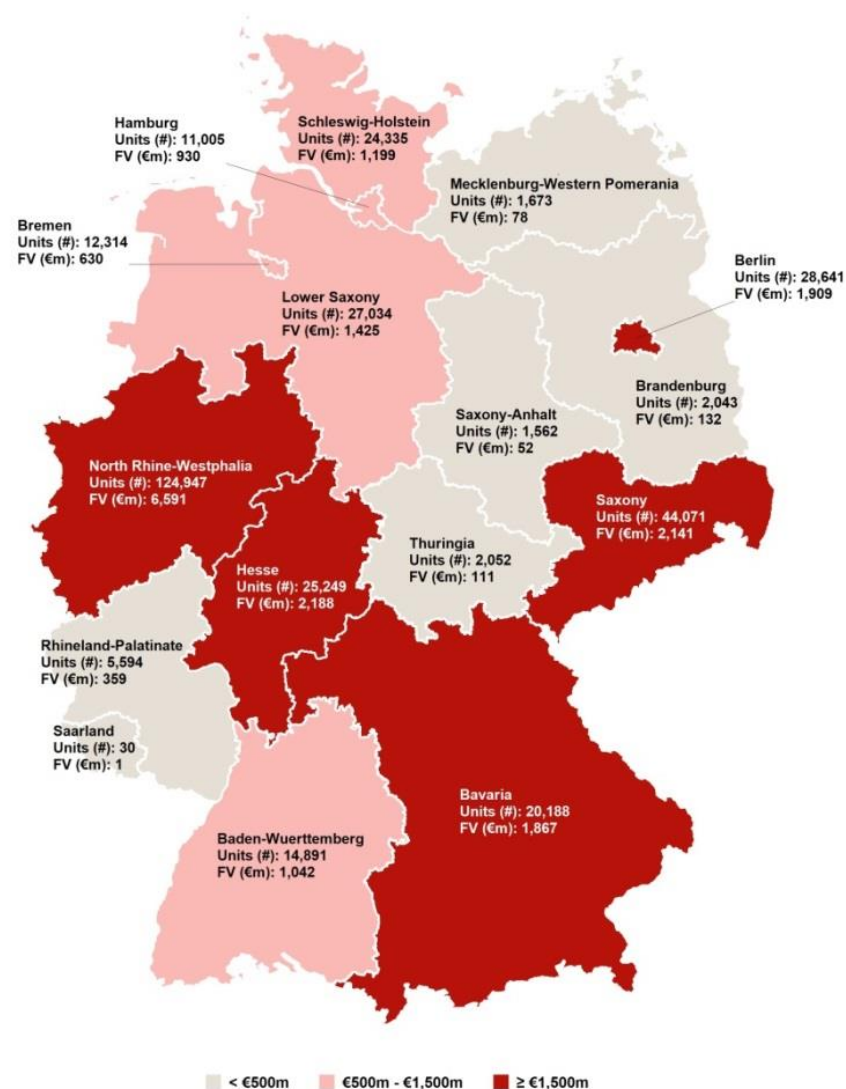 Hamburg
Units (#): 11,005
FV (€m): 930
Schleswig-Holstein
Units (#): 24,335
FV (€m): 1,199
Mecklenburg-Western Pomerania
Units (#): 1,673
FV (€m): 78
Bremen
Units (#): 12,314
FV (€m): 630
Berlin
Units (#): 28,641
FV (€m): 1,909
Lower Saxony
Units (#): 27,034
FV (€m): 1,425
Brandenburg
Units (#): 2,043
FV (€m): 132
Saxony-Anhalt
Units (#): 1,562
FV (€m): 52
North Rhine-Westphalia
Units (#): 124,947
FV (€m): 6,591
Saxony
Units (#): 44,071
FV (€m): 2,141
Thuringia
Units (#): 2,052
FV (€m): 111
Hesse
Units (#): 25,249
FV (€m): 2,188
Rhineland-Palatinate
Units (#): 5,594
FV (€m): 359
Saarland
Units (#): 30
FV (€m): 1
Bavaria
Units (#): 20,188
FV (€m): 1,867
Baden-Wuerttemberg
Units (#): 14,891
FV (€m): 1,042
< €500m
€500m - €1,500m
≥ €1,500m